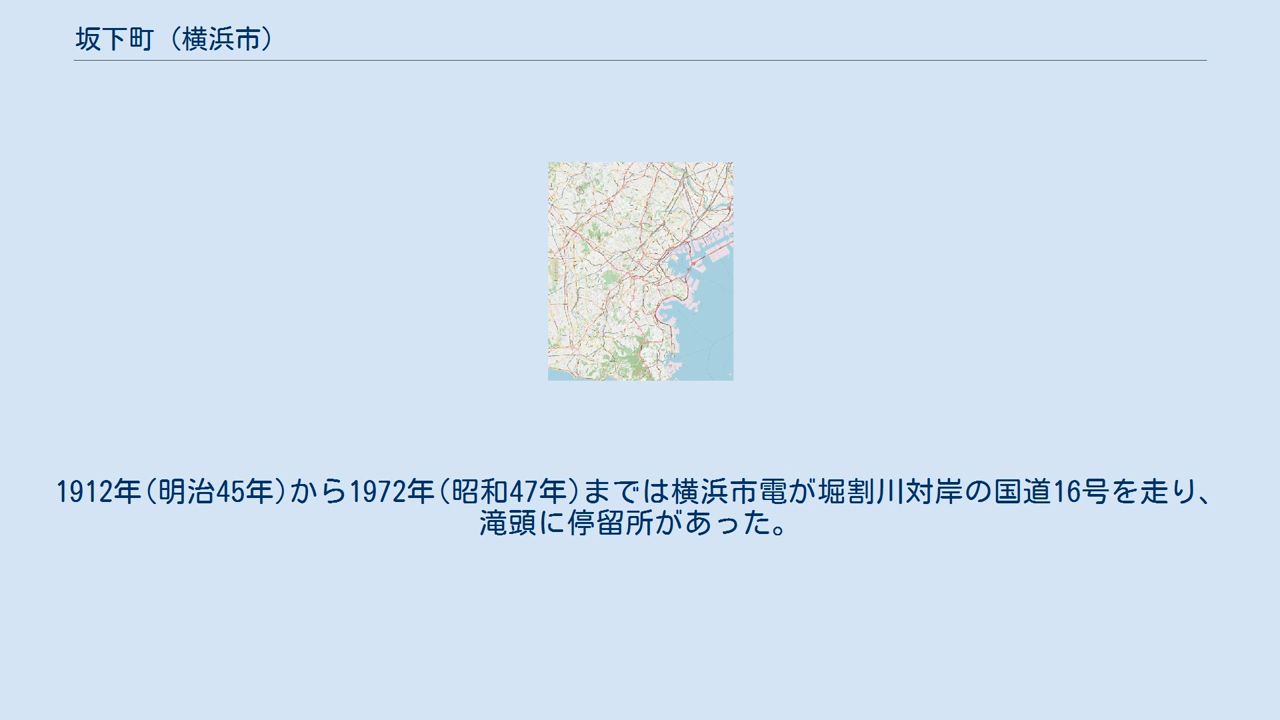 坂下町（横浜市）
1912年(明治45年)から1972年(昭和47年)までは横浜市電が堀割川対岸の国道16号を走り、
滝頭に停留所があった。